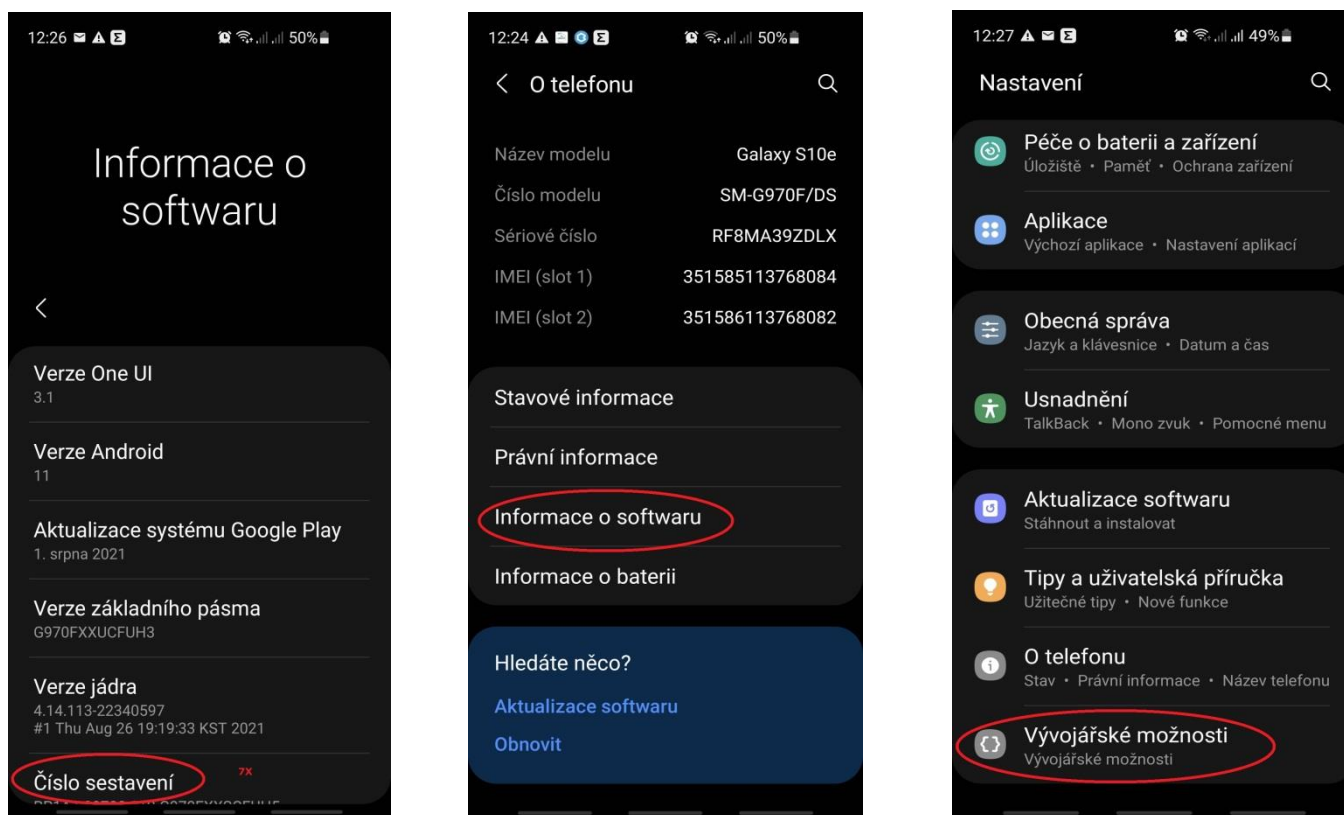 12:26 50%
Informace o
softwaru
Verze One UI
3.1
Verze Android
11
Aktualizace systému Google Play
1. srpna 2021
Verze základního pásma
G970FXXUCFUH3
Verze jádra
4.14.113-22340597
#1 Thu Aug 26 19:19:33 KST 2021
Číslo sestavení 7X
12:24 50%
O telefonu
Název modelu Galaxy S10e
Číslo modelu SM-G970F/DS
Sériové číslo RF8MA39ZDLX
IMEI (slot 1) 351585113768084
IMEI (slot 2) 351586113768082
Stavové informace
Právní informace
Informace o softwaru
Informace o baterii
Hledáte něco?
Aktualizace softwaru
Obnovit
12:27 49%
Nastavení
Péče o baterii a zařízení
Úložiště • Paměť • Ochrana zařízení
Aplikace
Výchozí aplikace • Nastavení aplikací
Obecná správa
Jazyk a klávesnice • Datum a čas
Usnadnění
TalkBack • Mono zvuk • Pomocné menu
Aktualizace softwaru
Stáhnout a instalovat
Tipy a uživatelská příručka
Užitečné tipy • Nové funkce
O telefonu
Stav • Právní informace • Název telefonu
Vývojářské možnosti
Vývojářské možnosti